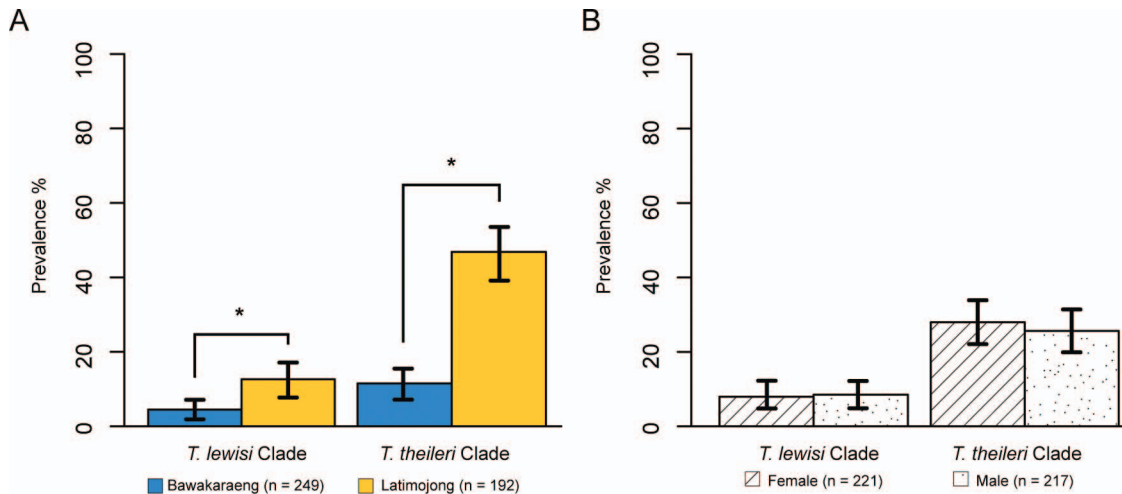 A
Prevalence %
100
80
60
40
20
0
*
*
T. lewisi Clade
T. theileri Clade
Bawakaraeng (n = 249)
Latimojong (n = 192)
B
Prevalence %
100
80
60
40
20
0
T. lewisi Clade
T. theileri Clade
Female (n = 221)
Male (n = 217)